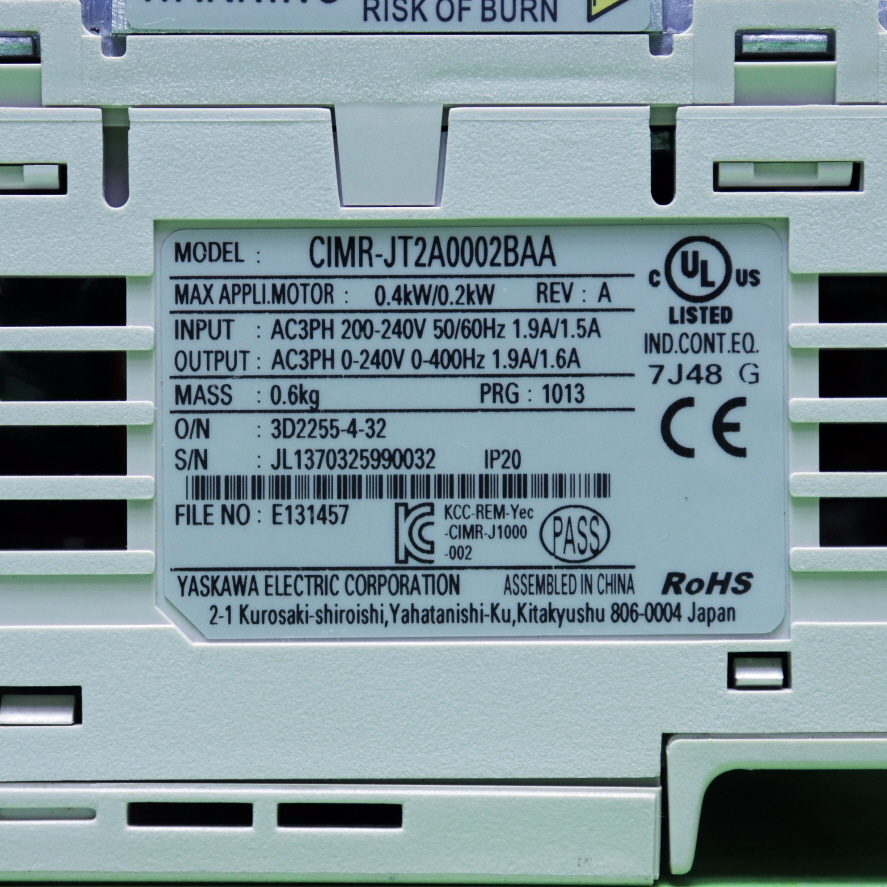 RISK OF BURN
MODEL : CIMR-JT2A0002BAA
MAX APPLI.MOTOR : 0.4kW/0.2kW REV : A
INPUT : AC3PH 200-240V 50/60Hz 1.9A/1.5A
OUTPUT : AC3PH 0-240V 0-400Hz 1.9A/1.6A
MASS : 0.6kg PRG : 1013
O/N : 3D2255-4-32
S/N : JL1370325990032 IP20
FILE NO : E131457
KCC-REM-Yec
-CIMR-J1000
-002
PASS
C UL US
LISTED
IND.CONT.EQ.
7J48 G
CE
YASKAWA ELECTRIC CORPORATION ASSEMBLED IN CHINA RoHS
2-1 Kurosaki-shiroishi,Yahatanishi-Ku,Kitakyushu 806-0004 Japan